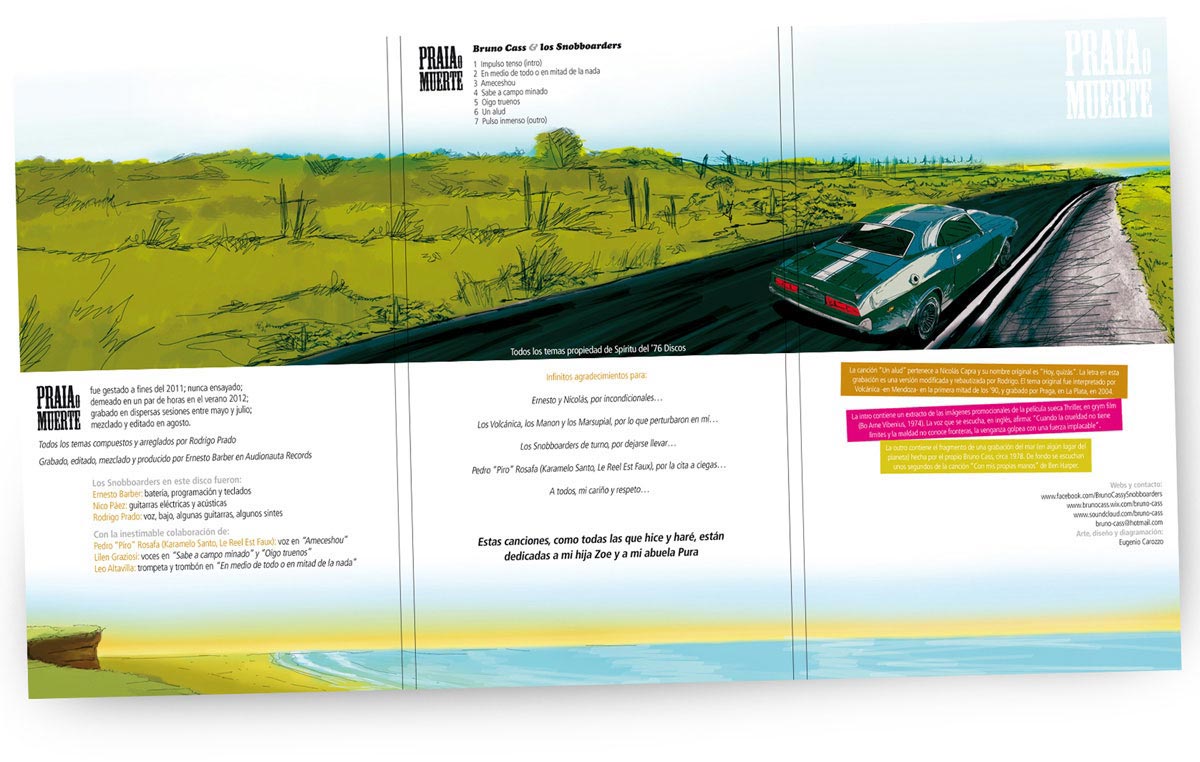 PRAIA O
MUERTE
Bruno Cass & los Snobboarders
1 Impulso tenso (intro)
2 En medio de todo o en mitad de la nada
3 Ameceshou
4 Sabe a campo minado
5 Oigo truenos
6 Un alud
7 Pulso inmenso (outro)
PRAIA O
MUERTE
Todos los temas propiedad de Spiritu del '76 Discos
PRAIA O
MUERTE
fue gestado a fines del 2011; nunca ensayado;
demeado en un par de horas en el verano 2012;
grabado en dispersas sesiones entre mayo y julio;
mezclado y editado en agosto.
Todos los temas compuestos y arreglados por Rodrigo Prado
Grabado, editado, mezclado y producido por Ernesto Barber en Audionauta Records
Los Snobboarders en este disco fueron:
Ernesto Barber: batería, programación y teclados
Nico Páez: guitarras eléctricas y acústicas
Rodrigo Prado: voz, bajo, algunas guitarras, algunos sintes
Con la inestimable colaboración de:
Pedro "Piro" Rosafa (Karamelo Santo, Le Reel Est Faux): voz en "Ameceshou"
Lilen Graziosi: voces en "Sabe a campo minado" y "Oigo truenos"
Leo Altavilla: trompeta y trombón en "En medio de todo o en mitad de la nada"
Infinitos agradecimientos para:
Ernesto y Nicolás, por incondicionales...
Los Volcánica, los Manon y los Marsupial, por lo que perturbaron en mí...
Los Snobboarders de turno, por dejarse llevar...
Pedro "Piro" Rosafa (Karamelo Santo, Le Reel Est Faux), por la cita a ciegas...
A todos, mi cariño y respeto...
Estas canciones, como todas las que hice y haré, están
dedicadas a mi hija Zoe y a mi abuela Pura
La canción "Un alud" pertenece a Nicolás Capra y su nombre original es "Hoy, quizás". La letra en esta
grabación es una versión modificada y rebautizada por Rodrigo. El tema original fue interpretado por
Volcánica -en Mendoza- en la primera mitad de los '90, y grabado por Praga, en La Plata, en 2004.
La intro contiene un extracto de las imágenes promocionales de la película sueca Thriller, en grym film
(Bo Arne Vibenius, 1974). La voz que se escucha, en inglés, afirma: "Cuando la crueldad no tiene
límites y la maldad no conoce fronteras, la venganza golpea con una fuerza implacable".
La outro contiene el fragmento de una grabación del mar (en algún lugar del
planeta) hecha por el propio Bruno Cass, circa 1978. De fondo se escuchan
unos segundos de la canción "Con mis propias manos" de Ben Harper.
Webs y contacto:
www.facebook.com/BrunoCassySnobboarders
www.brunocass.wix.com/bruno-cass
www.soundcloud.com/bruno-cass
bruno-cass@hotmail.com
Arte, diseño y diagramación:
Eugenio Carozzo